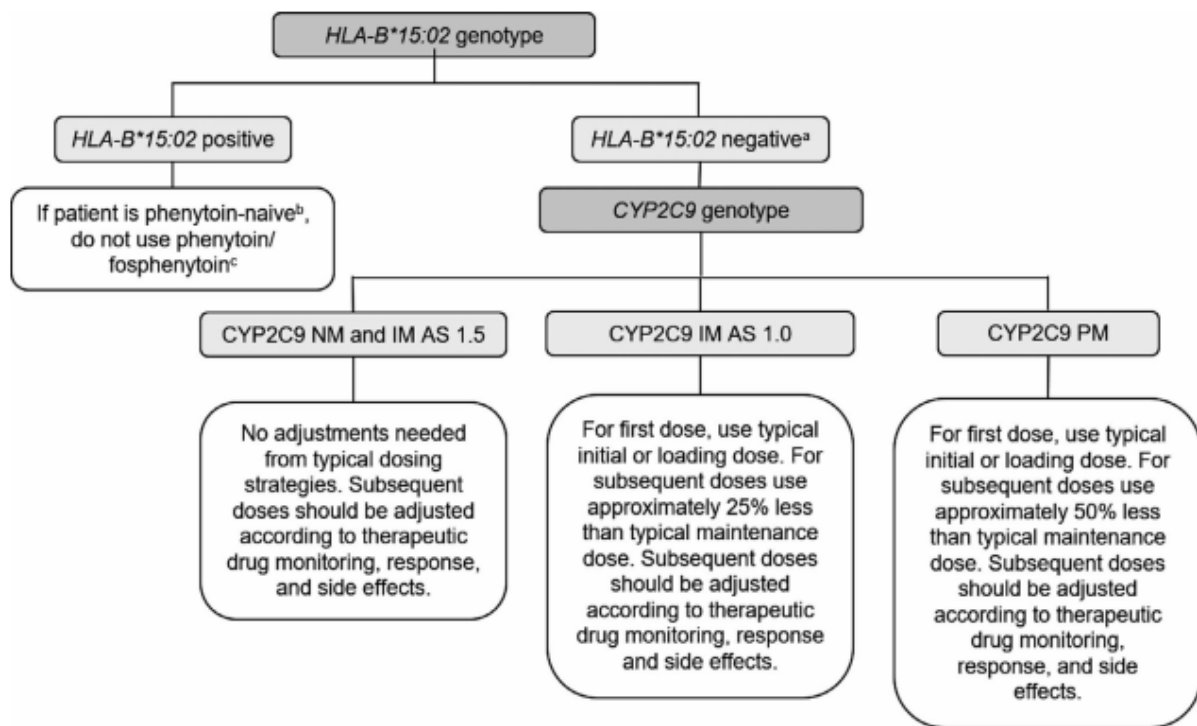 HLA-B*15:02 genotype
HLA-B*15:02 positive
HLA-B*15:02 negativeᵃ
If patient is phenytoin-naiveᵇ,
do not use phenytoin/
fosphenytoinᶜ
CYP2C9 genotype
CYP2C9 NM and IM AS 1.5
CYP2C9 IM AS 1.0
CYP2C9 PM
No adjustments needed
from typical dosing
strategies. Subsequent
doses should be adjusted
according to therapeutic
drug monitoring, response,
and side effects.
For first dose, use typical
initial or loading dose. For
subsequent doses use
approximately 25% less
than typical maintenance
dose. Subsequent doses
should be adjusted
according to therapeutic
drug monitoring, response
and side effects.
For first dose, use typical
initial or loading dose. For
subsequent doses use
approximately 50% less
than typical maintenance
dose. Subsequent doses
should be adjusted
according to therapeutic
drug monitoring,
response, and side
effects.